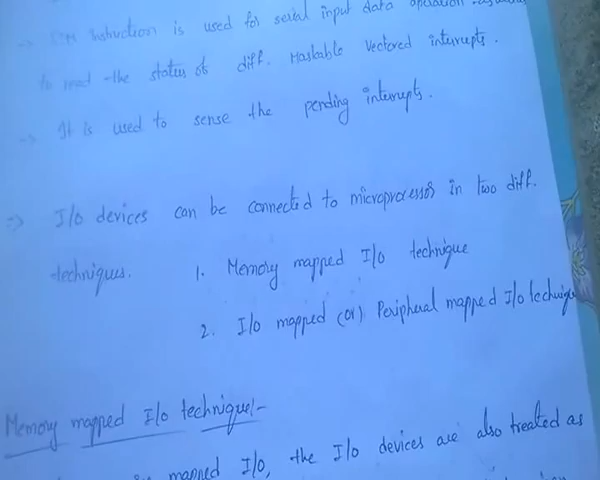 → instruction is used for serial input data operation
to read the status of diff. Maskable Vectored interrupts.
→ It is used to sense the pending interrupts.
⇒ I/o devices can be connected to microprocessor in two diff.
techniques. 1. Memory mapped I/o technique
2. I/o mapped (or) Peripheral mapped I/o techniqu
Memory mapped I/o technique:-
mapped I/o, the I/o devices are also treated as